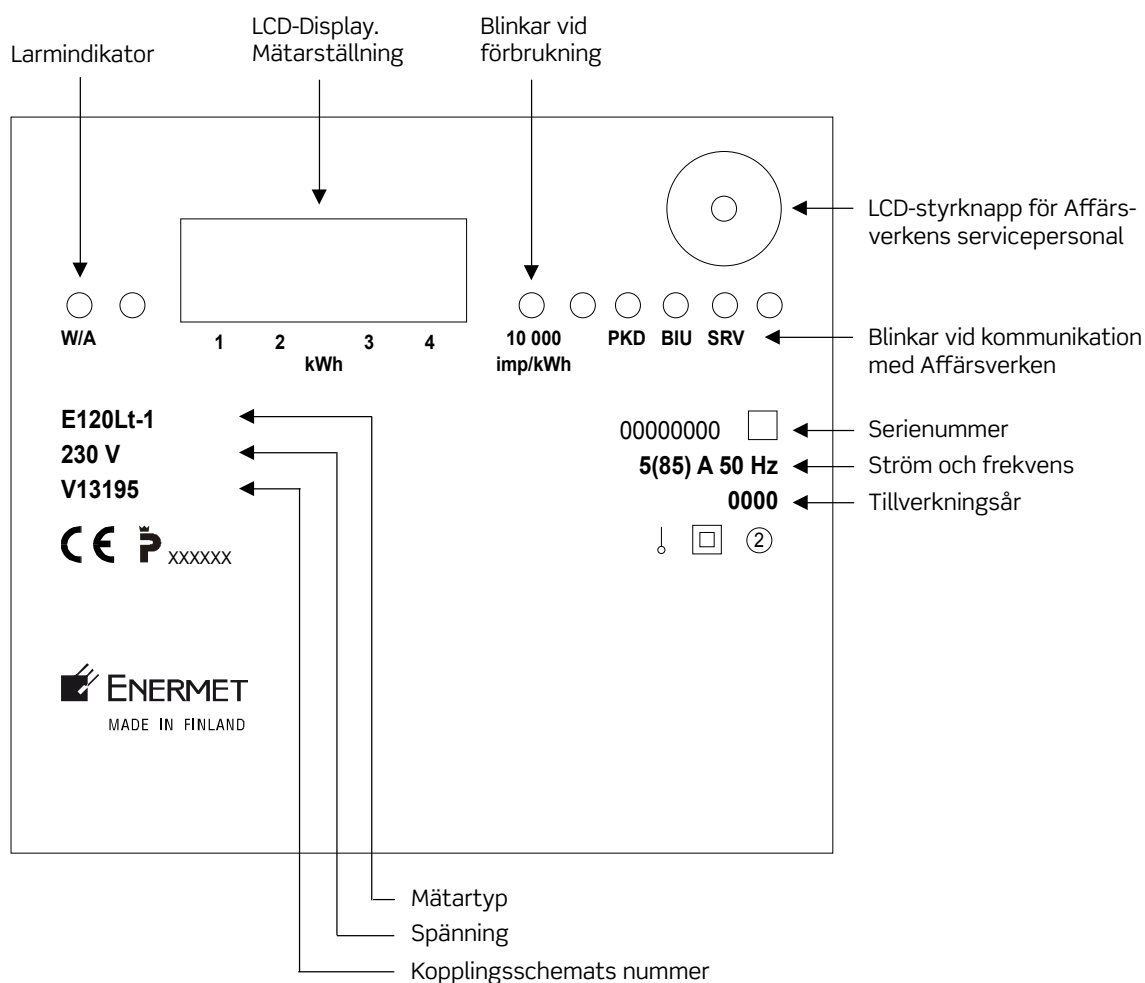 Larmindikator
LCD-Display.
Mätarställning
Blinkar vid
förbrukning
LCD-styrknapp för Affärs-
verkens servicepersonal
W/A
1 2 3 4
kWh
10 000
imp/kWh
PKD BIU SRV
Blinkar vid kommunikation
med Affärsverken
E120Lt-1
230 V
V13195
CE P XXXXXX
00000000
Serienummer
5(85) A 50 Hz
Ström och frekvens
0000
Tillverkningsår
2
ENERMET
MADE IN FINLAND
Mätartyp
Spänning
Kopplingsschemats nummer